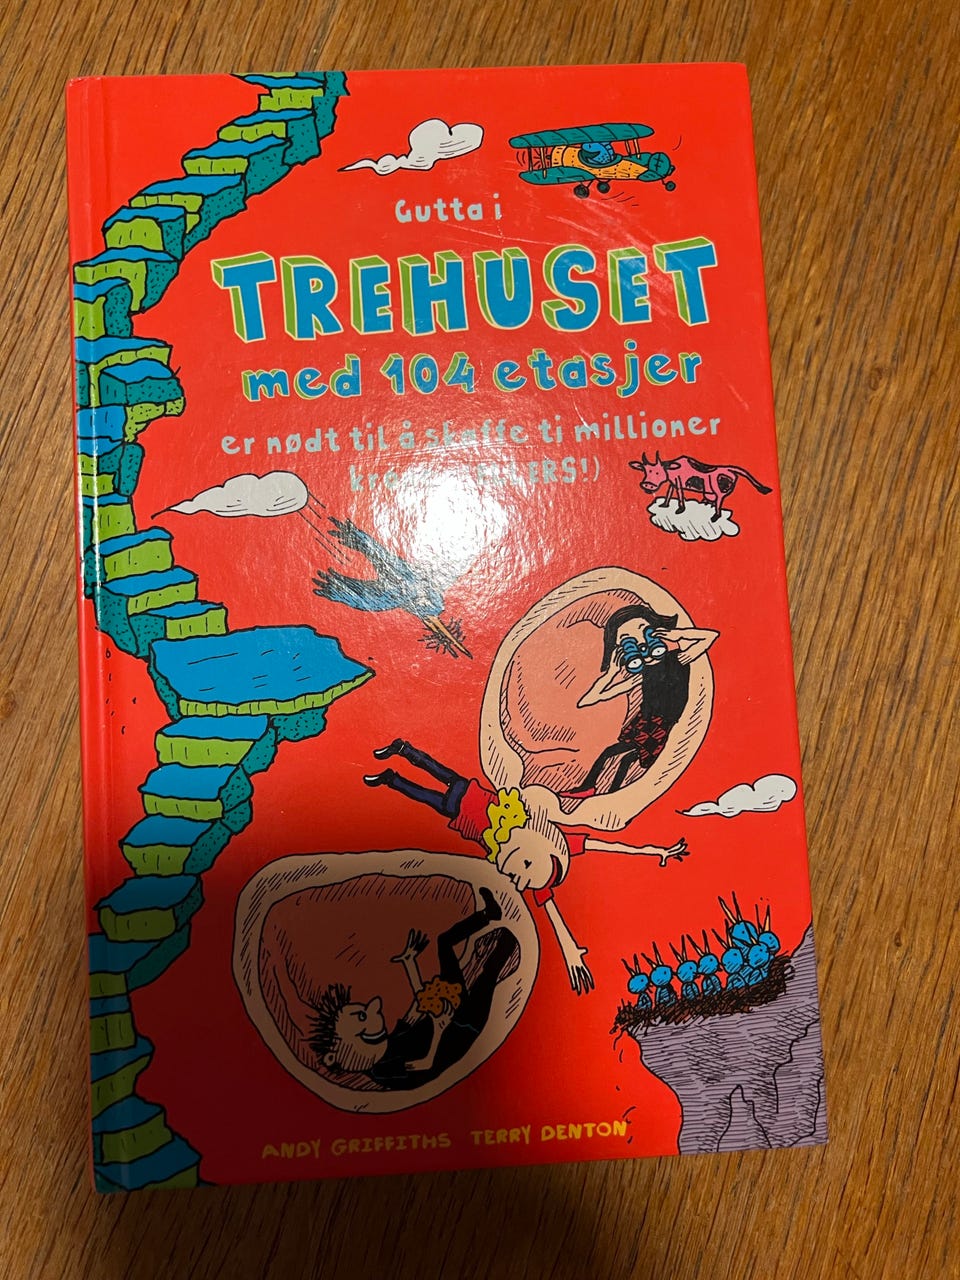 Gutta i
TREHUSET
med 104 etasjer
er nødt til å skaffe ti millioner
ANDY GRIFFITHS TERRY DENTON